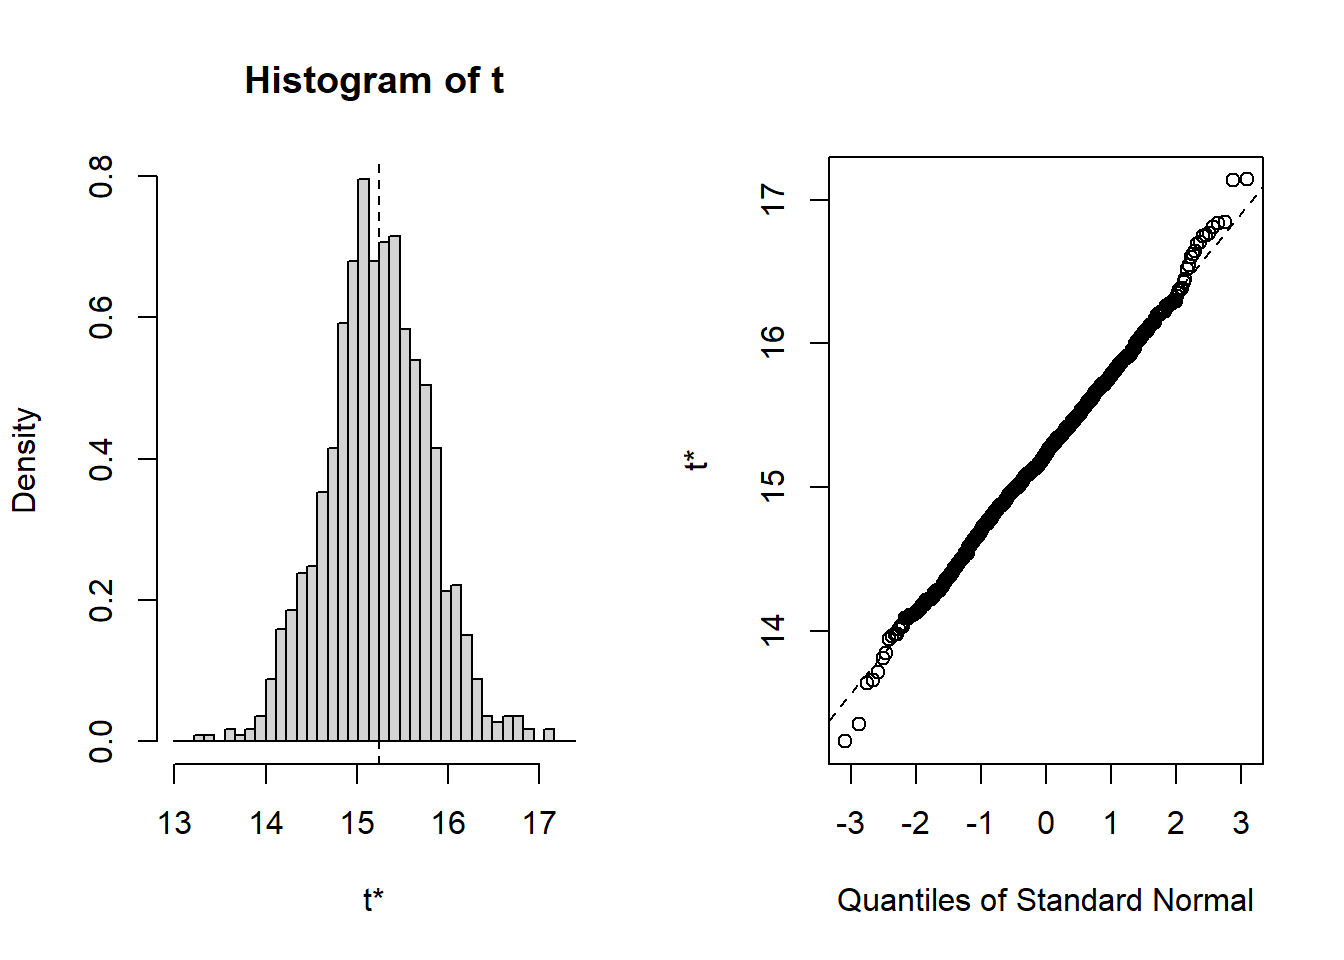 Histogram of t
Density
0.0 0.2 0.4 0.6 0.8
13 14 15 16 17
t*
t*
14 15 16 17
-3 -2 -1 0 1 2 3
Quantiles of Standard Normal